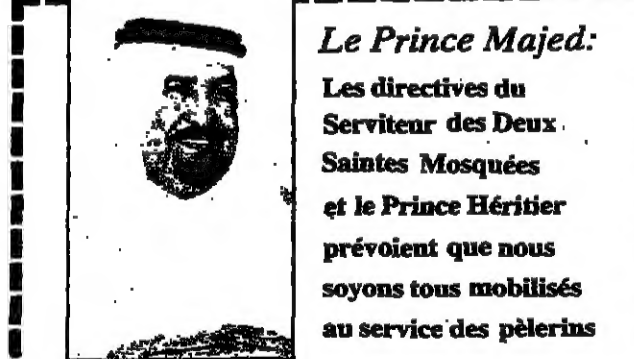 Le Prince Majed:
Les directives du
Serviteur des Deux
Saintes Mosquées
et le Prince Héritier
prévoient que nous
soyons tous mobilisés
au service des pèlerins